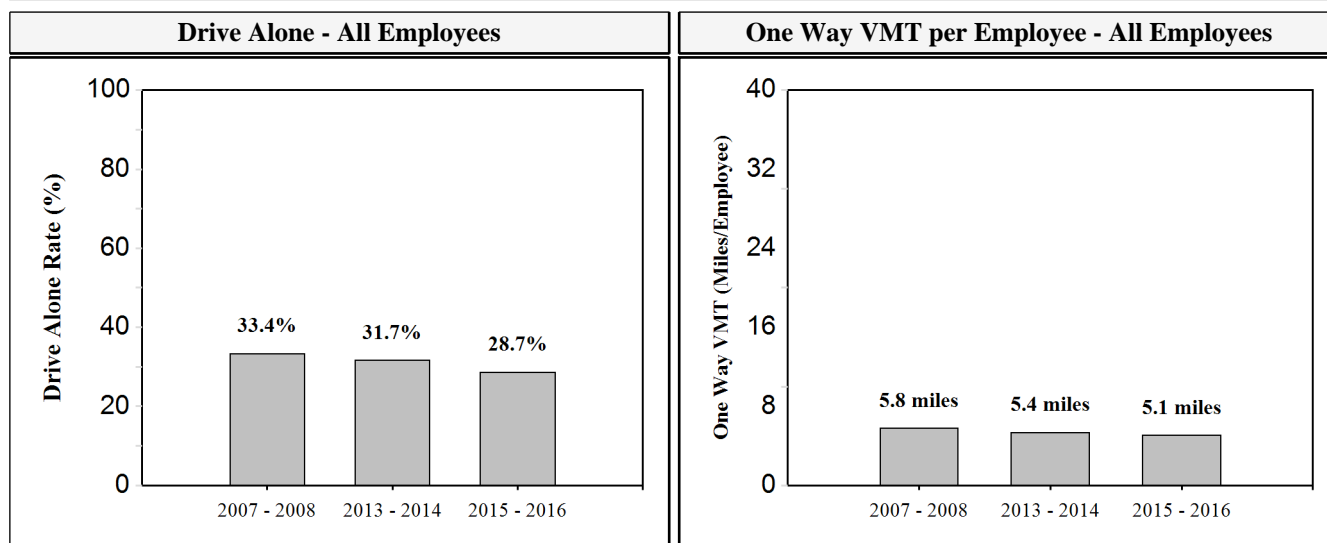 Drive Alone - All Employees
100
80
60
40
20
0
Drive Alone Rate (%)
33.4%
31.7%
28.7%
2007 - 2008
2013 - 2014
2015 - 2016
One Way VMT per Employee - All Employees
40
32
24
16
8
0
One Way VMT (Miles/Employee)
5.8 miles
5.4 miles
5.1 miles
2007 - 2008
2013 - 2014
2015 - 2016